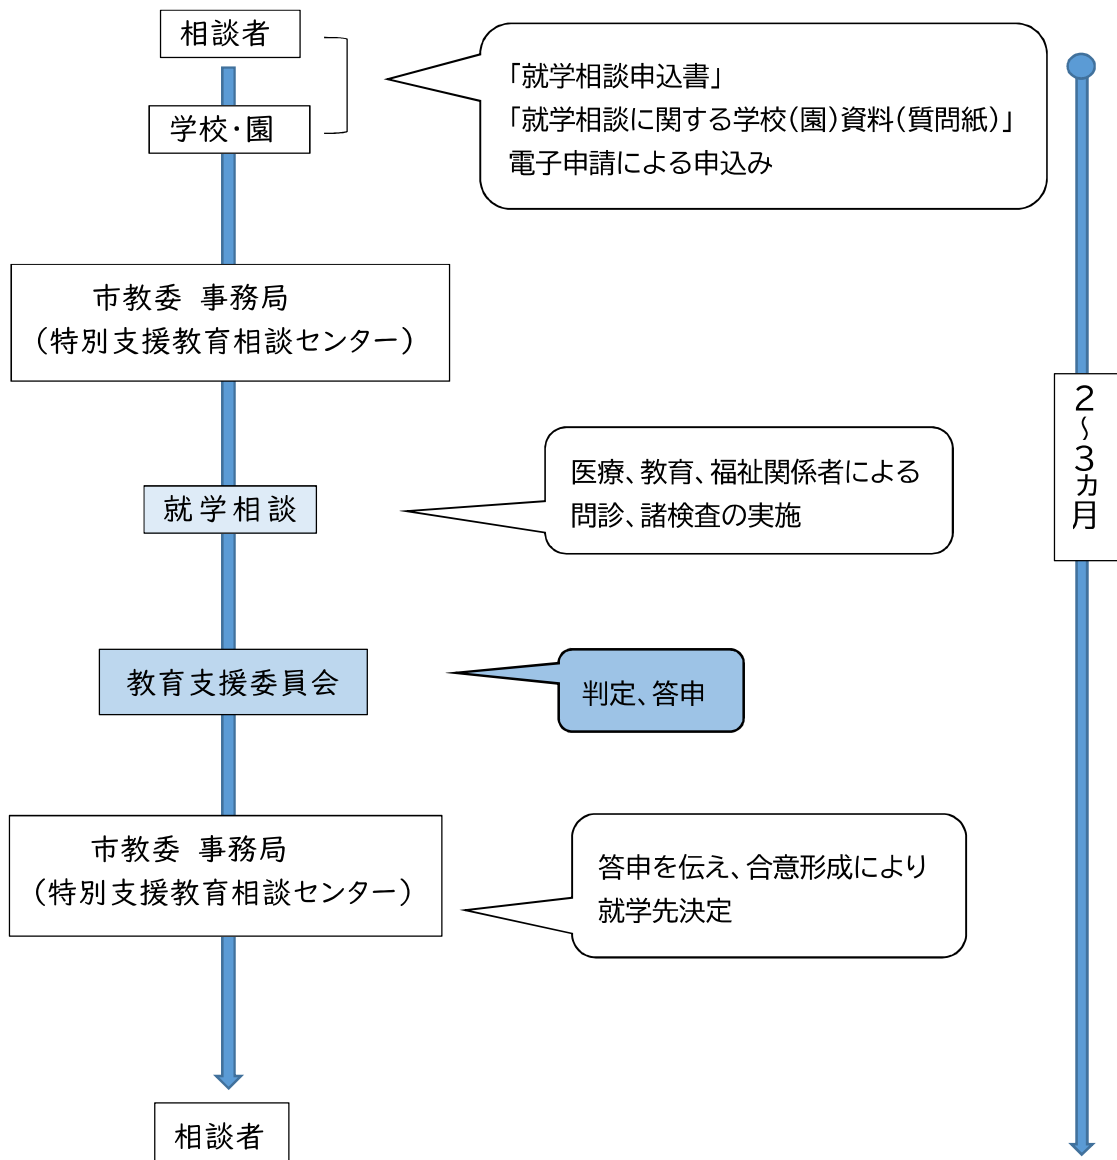 相談者
学校・園
「就学相談申込書」
「就学相談に関する学校(園)資料(質問紙)」
電子申請による申込み
市教委 事務局
(特別支援教育相談センター)
就学相談
医療、教育、福祉関係者による
問診、諸検査の実施
教育支援委員会
判定、答申
市教委 事務局
(特別支援教育相談センター)
答申を伝え、合意形成により
就学先決定
相談者
2~3カ月